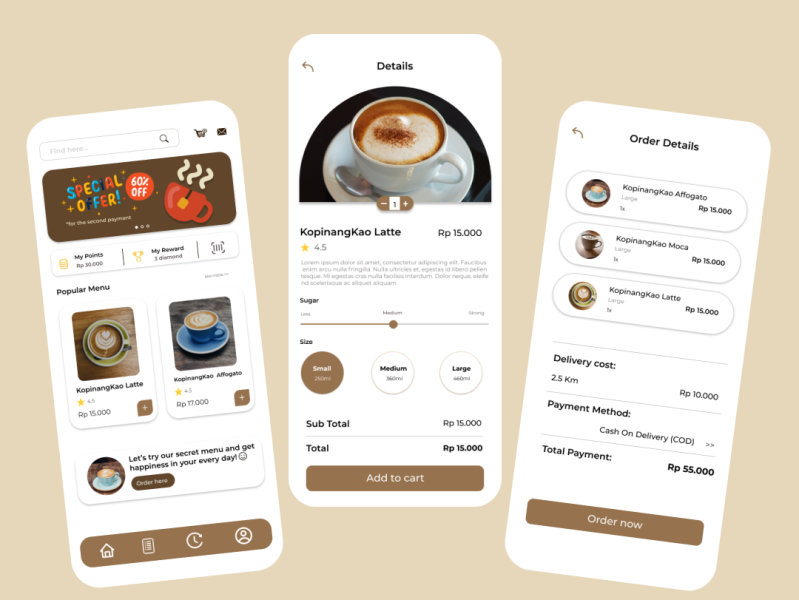 Find here...
SPECIAL
OFFER!
60%
OFF
*for the second payment
My Points
Rp 30.000
My Reward
3 diamond
Popular Menu
see more >>
KopinangKao Latte
4.5
Rp 15.000
+
KopinangKao Affogato
4.5
Rp 17.000
+
Let's try our secret menu and get
happiness in your every day!
Order here
Details
− 1 +
KopinangKao Latte
Rp 15.000
4.5
Lorem ipsum dolor sit amet, consectetur adipiscing elit. Faucibus
enim arcu nulla fringilla. Nulla ultricies et, egestas id libero pellen
tesque. Mi egestas cras nulla facilisis. Dolor neque, eleife
nd scelerisque ac aliquet aliquam.
Sugar
Less
Medium
Strong
Size
Small
260ml
Medium
360ml
Large
460ml
Sub Total
Rp 15.000
Total
Rp 15.000
Add to cart
Order Details
KopinangKao Affogato
Large
1x
Rp 15.000
KopinangKao Moca
Large
1x
Rp 15.000
KopinangKao Latte
Large
1x
Rp 15.000
Delivery cost:
2.5 Km
Rp 10.000
Payment Method:
Cash On Delivery (COD) >>
Total Payment:
Rp 55.000
Order now